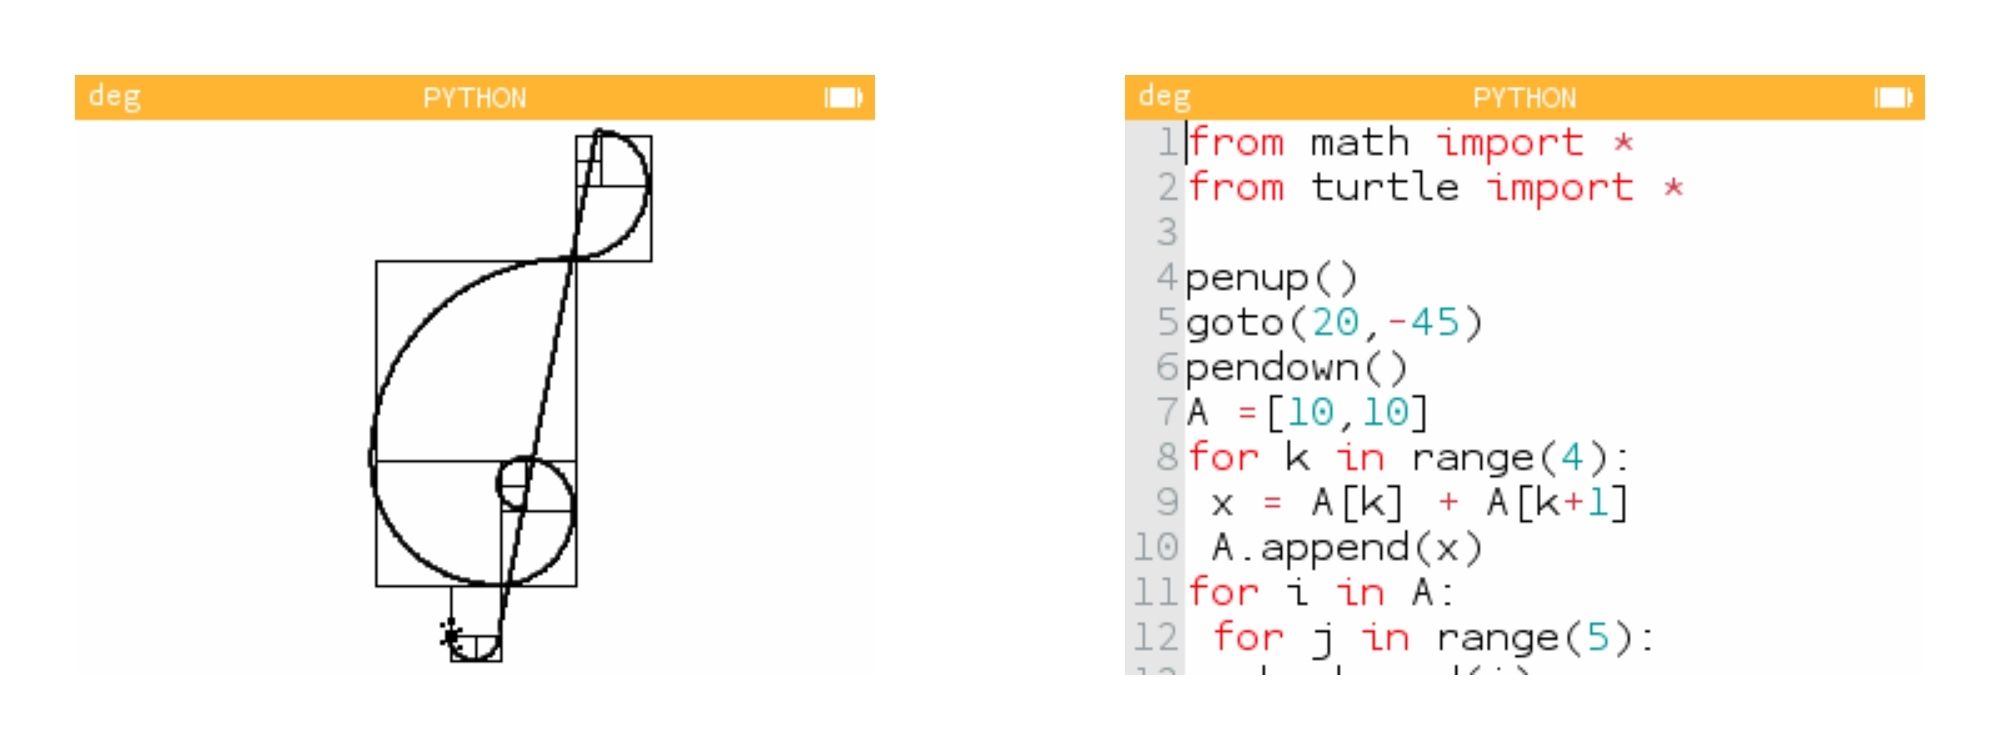 deg PYTHON
deg PYTHON
1 from math import *
2 from turtle import *
3
4 penup()
5 goto(20,-45)
6 pendown()
7 A =[10,10]
8 for k in range(4):
9  x = A[k] + A[k+1]
10  A.append(x)
11 for i in A:
12  for j in range(5):